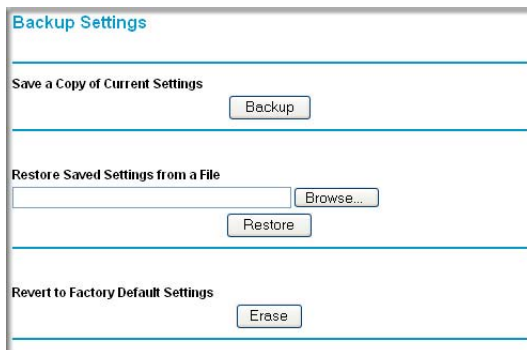 Backup Settings
Save a Copy of Current Settings
Backup
Restore Saved Settings from a File
Browse...
Restore
Revert to Factory Default Settings
Erase